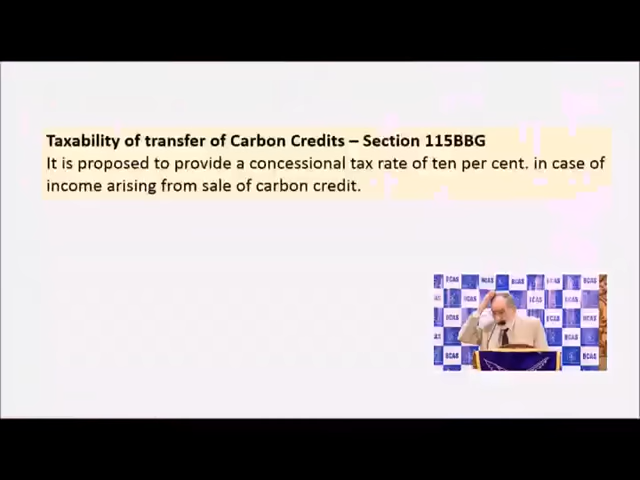 Taxability of transfer of Carbon Credits – Section 115BBG
It is proposed to provide a concessional tax rate of ten per cent. in case of
income arising from sale of carbon credit.
BCAS